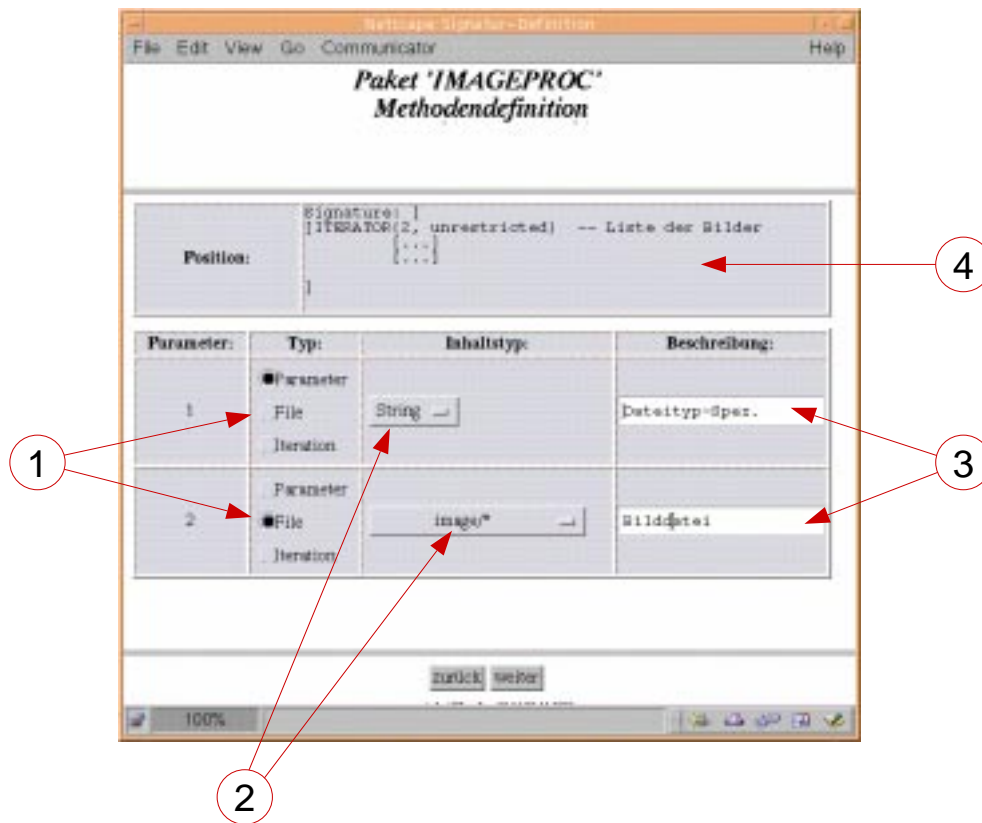 Netscape: Signatur-Definition
File Edit View Go Communicator Help
Paket 'IMAGEPROC'
Methodendefinition
Position:
Signature: [
[ITERATOR(2, unrestricted) -- Liste der Bilder
[...]
[...]
]
4
Parameter: Typ: Inhaltstyp: Beschreibung:
1
Parameter
File
Iteration
String
Dateityp-Spez.
1
3
2
Parameter
File
Iteration
image/*
Bilddatei
zurück weiter
100%
2